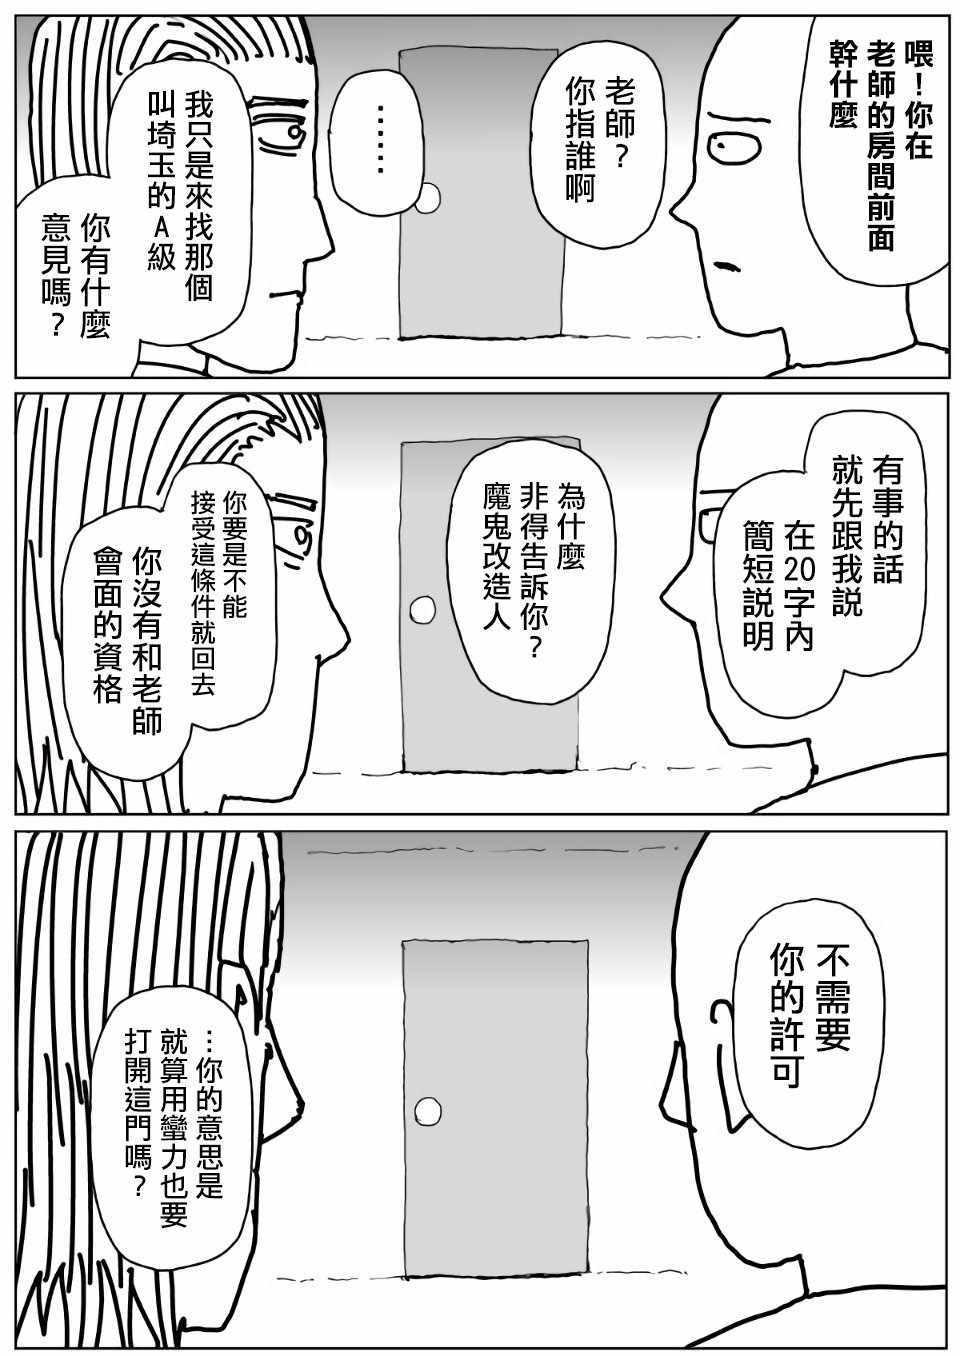 喂！你在
老師的房間前面
幹什麼
老師？
你指誰啊
……
我只是來找那個
叫埼玉的A級
你有什麼
意見嗎？
有事的話
就先跟我説
在20字內
簡短説明
為什麼
非得告訴你？
魔鬼改造人
你要是不能
接受這條件就回去
你沒有和老師
會面的資格
不需要
你的許可
…你的意思是
就算用蠻力也要
打開這門嗎？